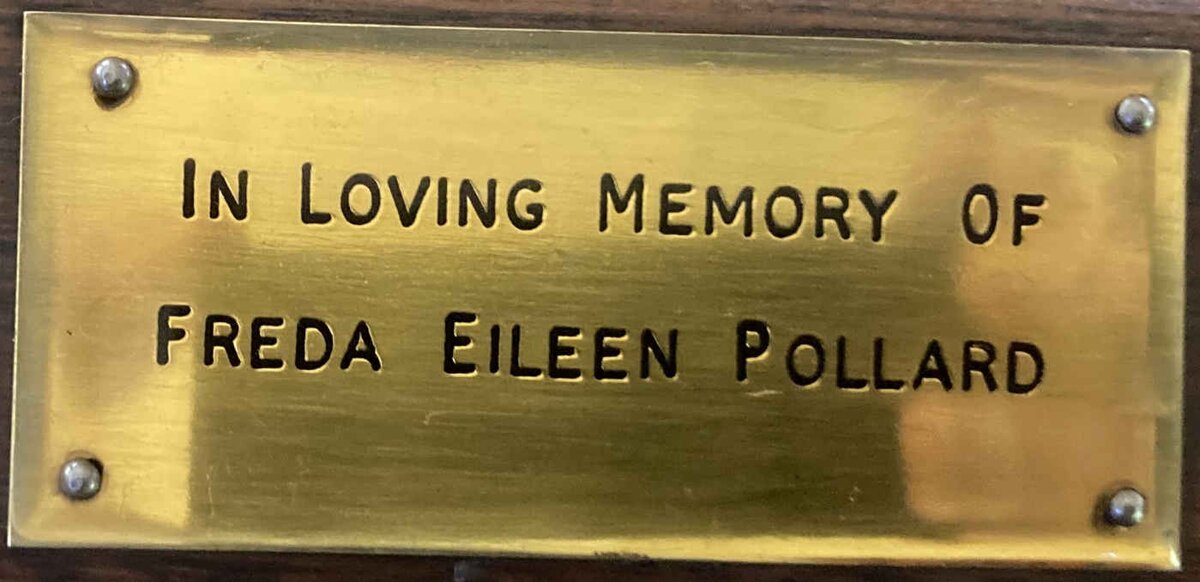 In Loving Memory Of
Freda Eileen Pollard